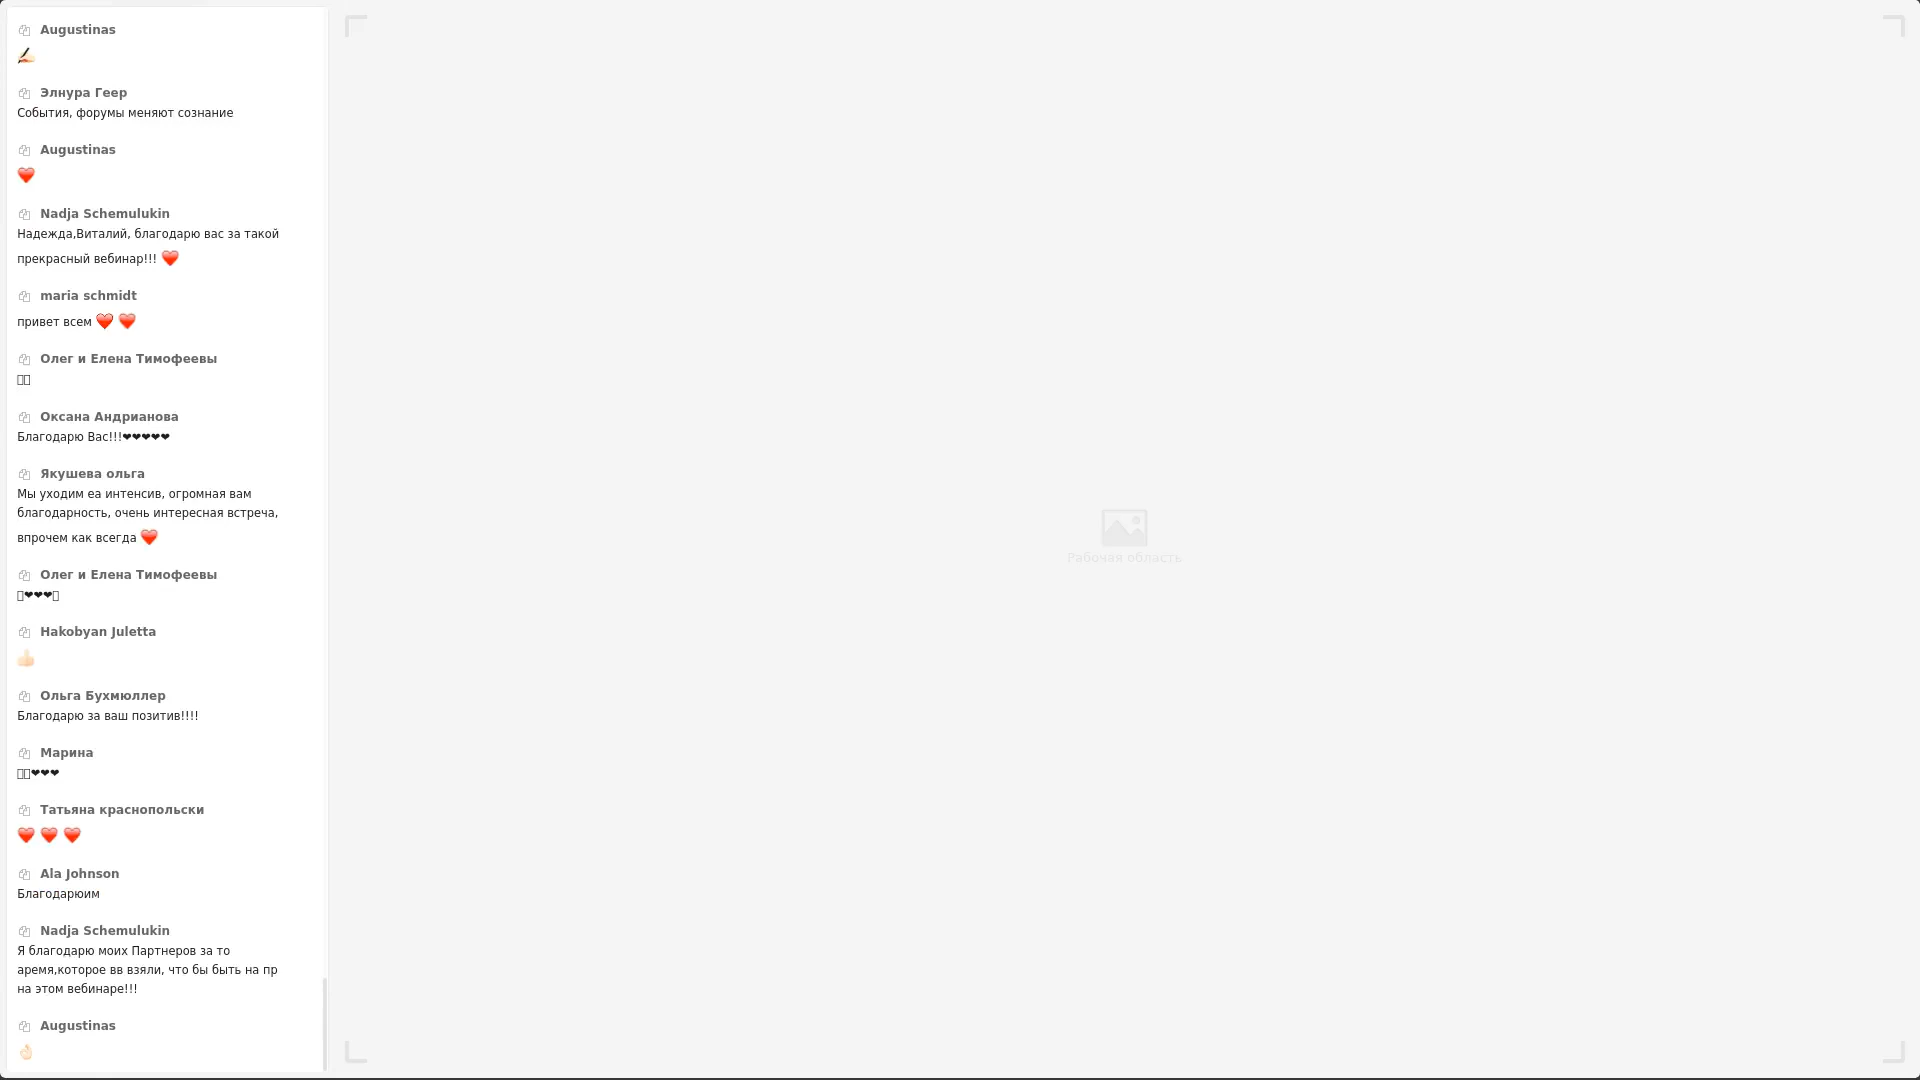 Augustinas
✍🏻
Элнура Геер
События, форумы меняют сознание
Augustinas
❤️
Nadja Schemulukin
Надежда,Виталий, благодарю вас за такой
прекрасный вебинар!!! ❤️
maria schmidt
привет всем ❤️ ❤️
Олег и Елена Тимофеевы
Оксана Андрианова
Благодарю Вас!!!❤❤❤❤❤
Якушева ольга
Мы уходим еа интенсив, огромная вам
благодарность, очень интересная встреча,
впрочем как всегда ❤️
Олег и Елена Тимофеевы
❤❤❤
Hakobyan Juletta
👍🏻
Ольга Бухмюллер
Благодарю за ваш позитив!!!!
Марина
❤❤❤
Татьяна краснопольски
❤️ ❤️ ❤️
Ala Johnson
Благодарюим
Nadja Schemulukin
Я благодарю моих Партнеров за то
аремя,которое вв взяли, что бы быть на пр
на этом вебинаре!!!
Augustinas
👌🏻
Рабочая область